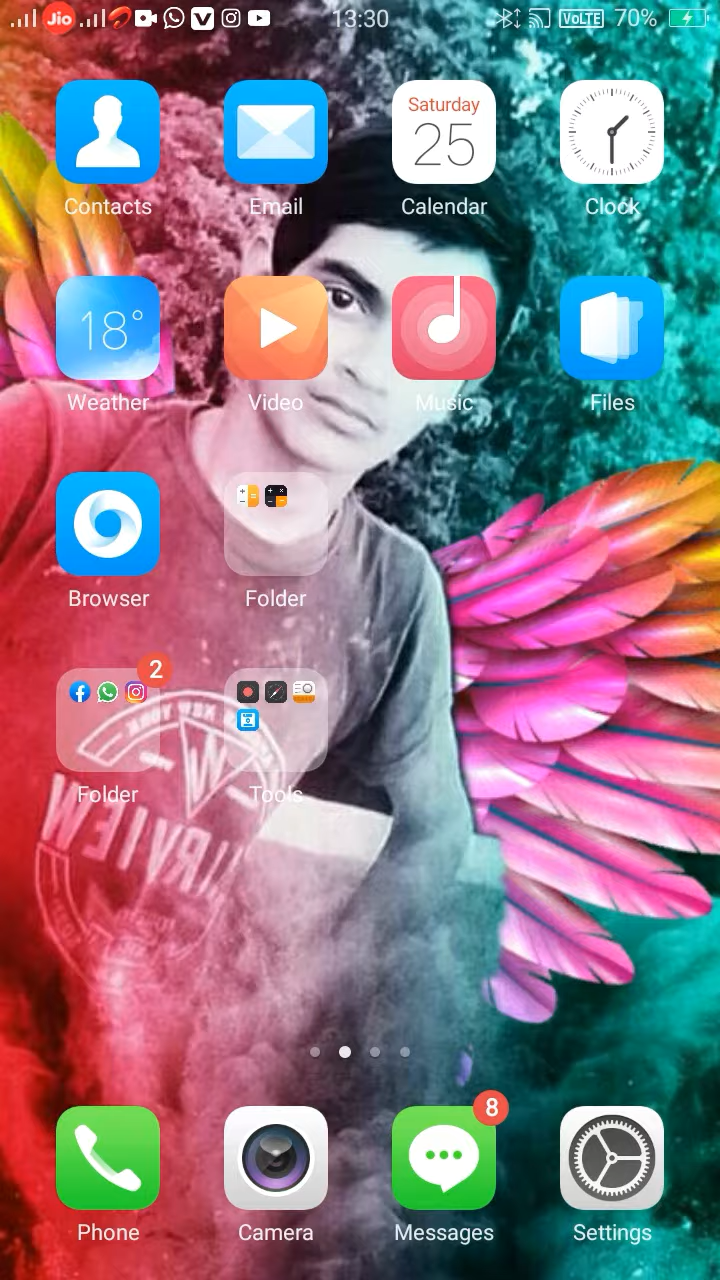 Jio 13:30 VoLTE 70%
Saturday
25
Contacts Email Calendar Clock
18°
Weather Video Music Files
Browser Folder
2
Folder Tools
8
Phone Camera Messages Settings